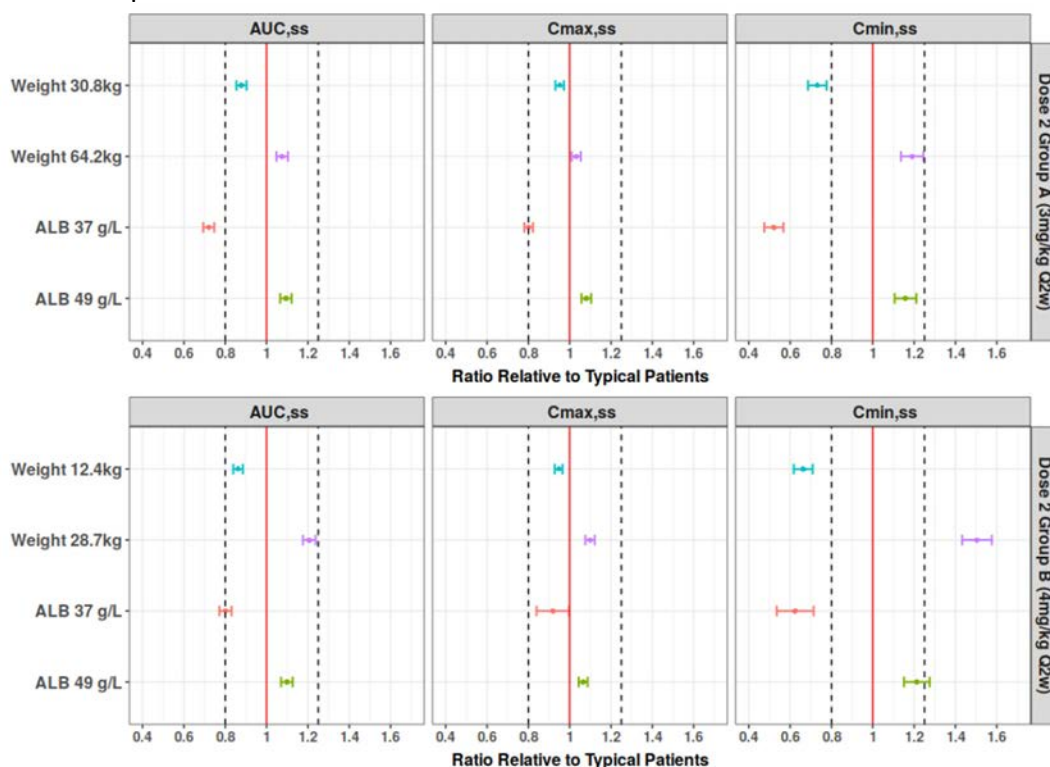 AUC,ss Cmax,ss Cmin,ss
Weight 30.8kg
Weight 64.2kg
ALB 37 g/L
ALB 49 g/L
Dose 2 Group A (3mg/kg Q2w)
0.4 0.6 0.8 1 1.2 1.4 1.6 0.4 0.6 0.8 1 1.2 1.4 1.6 0.4 0.6 0.8 1 1.2 1.4 1.6
Ratio Relative to Typical Patients
AUC,ss Cmax,ss Cmin,ss
Weight 12.4kg
Weight 28.7kg
ALB 37 g/L
ALB 49 g/L
Dose 2 Group B (4mg/kg Q2w)
0.4 0.6 0.8 1 1.2 1.4 1.6 0.4 0.6 0.8 1 1.2 1.4 1.6 0.4 0.6 0.8 1 1.2 1.4 1.6
Ratio Relative to Typical Patients